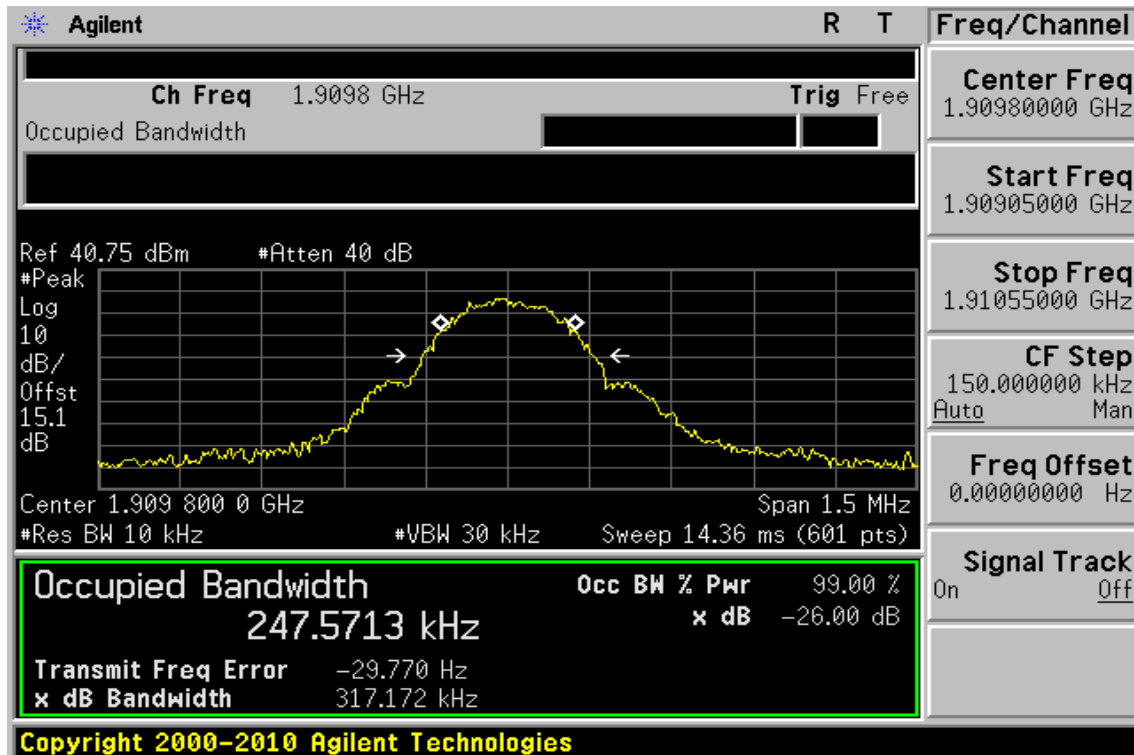 Agilent R T
Ch Freq 1.9098 GHz Trig Free
Occupied Bandwidth
Ref 40.75 dBm #Atten 40 dB
#Peak
Log
10
dB/
Offst
15.1
dB
Center 1.909 800 0 GHz Span 1.5 MHz
#Res BW 10 kHz #VBW 30 kHz Sweep 14.36 ms (601 pts)
Occupied Bandwidth Occ BW % Pwr 99.00 %
247.5713 kHz x dB -26.00 dB
Transmit Freq Error -29.770 Hz
x dB Bandwidth 317.172 kHz
Copyright 2000-2010 Agilent Technologies
Freq/Channel
Center Freq
1.90980000 GHz
Start Freq
1.90905000 GHz
Stop Freq
1.91055000 GHz
CF Step
150.000000 kHz
Auto Man
Freq Offset
0.00000000 Hz
Signal Track
On Off